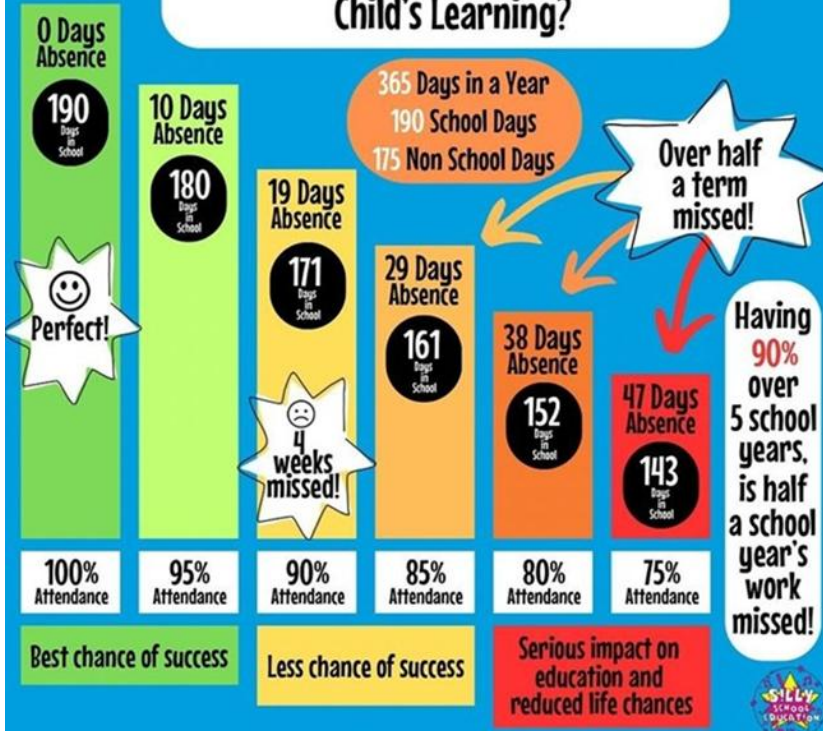 Child's Learning?
0 Days
Absence
190
Days
in
School
Perfect!
10 Days
Absence
180
Days
in
School
365 Days in a Year
190 School Days
175 Non School Days
Over half
a term
missed!
19 Days
Absence
171
Days
in
School
4
weeks
missed!
29 Days
Absence
161
Days
in
School
38 Days
Absence
152
Days
in
School
47 Days
Absence
143
Days
in
School
Having
90%
over
5 school
years,
is half
a school
year's
work
missed!
100%
Attendance
95%
Attendance
90%
Attendance
85%
Attendance
80%
Attendance
75%
Attendance
Best chance of success
Less chance of success
Serious impact on
education and
reduced life chances
SILLY
SCHOOL
EDUCATION